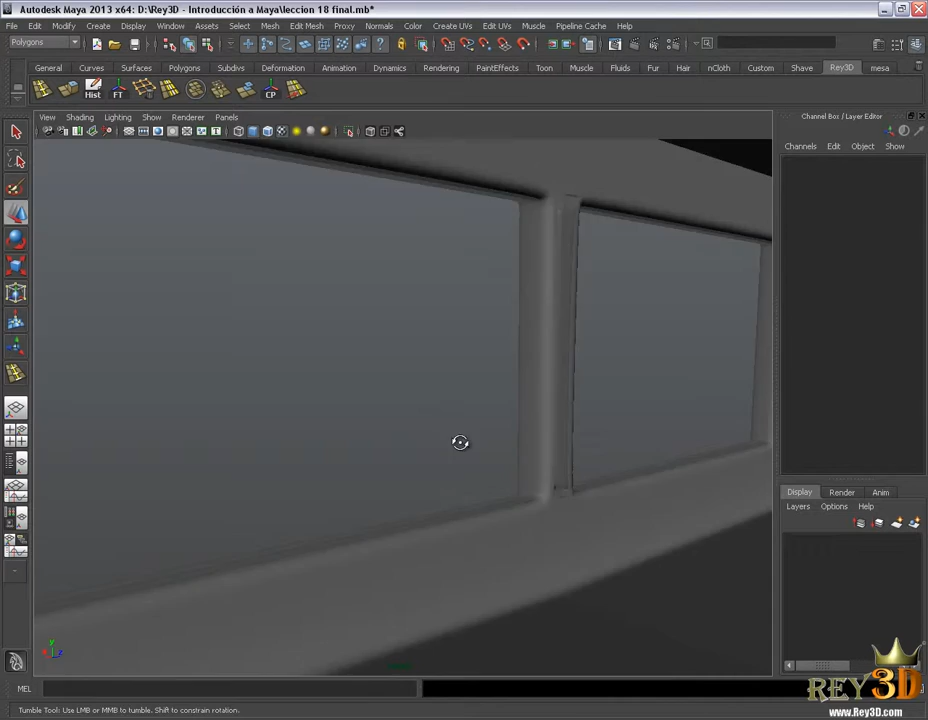 Autodesk Maya 2013 x64: D:\Rey3D - Introducción a Maya\leccion 18 final.mb*
File Edit Modify Create Display Window Assets Select Mesh Edit Mesh Proxy Normals Color Create UVs Edit UVs Muscle Pipeline Cache Help
Polygons
General Curves Surfaces Polygons Subdivs Deformation Animation Dynamics Rendering PaintEffects Toon Muscle Fluids Fur Hair nCloth Custom Shave Rey3D mesa
Hist FT CP
View Shading Lighting Show Renderer Panels
Channel Box / Layer Editor
Channels Edit Object Show
Display Render Anim
Layers Options Help
y
z
MEL
REY3D
www.Rey3D.com
Tumble Tool: Use LMB or MMB to tumble. Shift to constrain rotation.